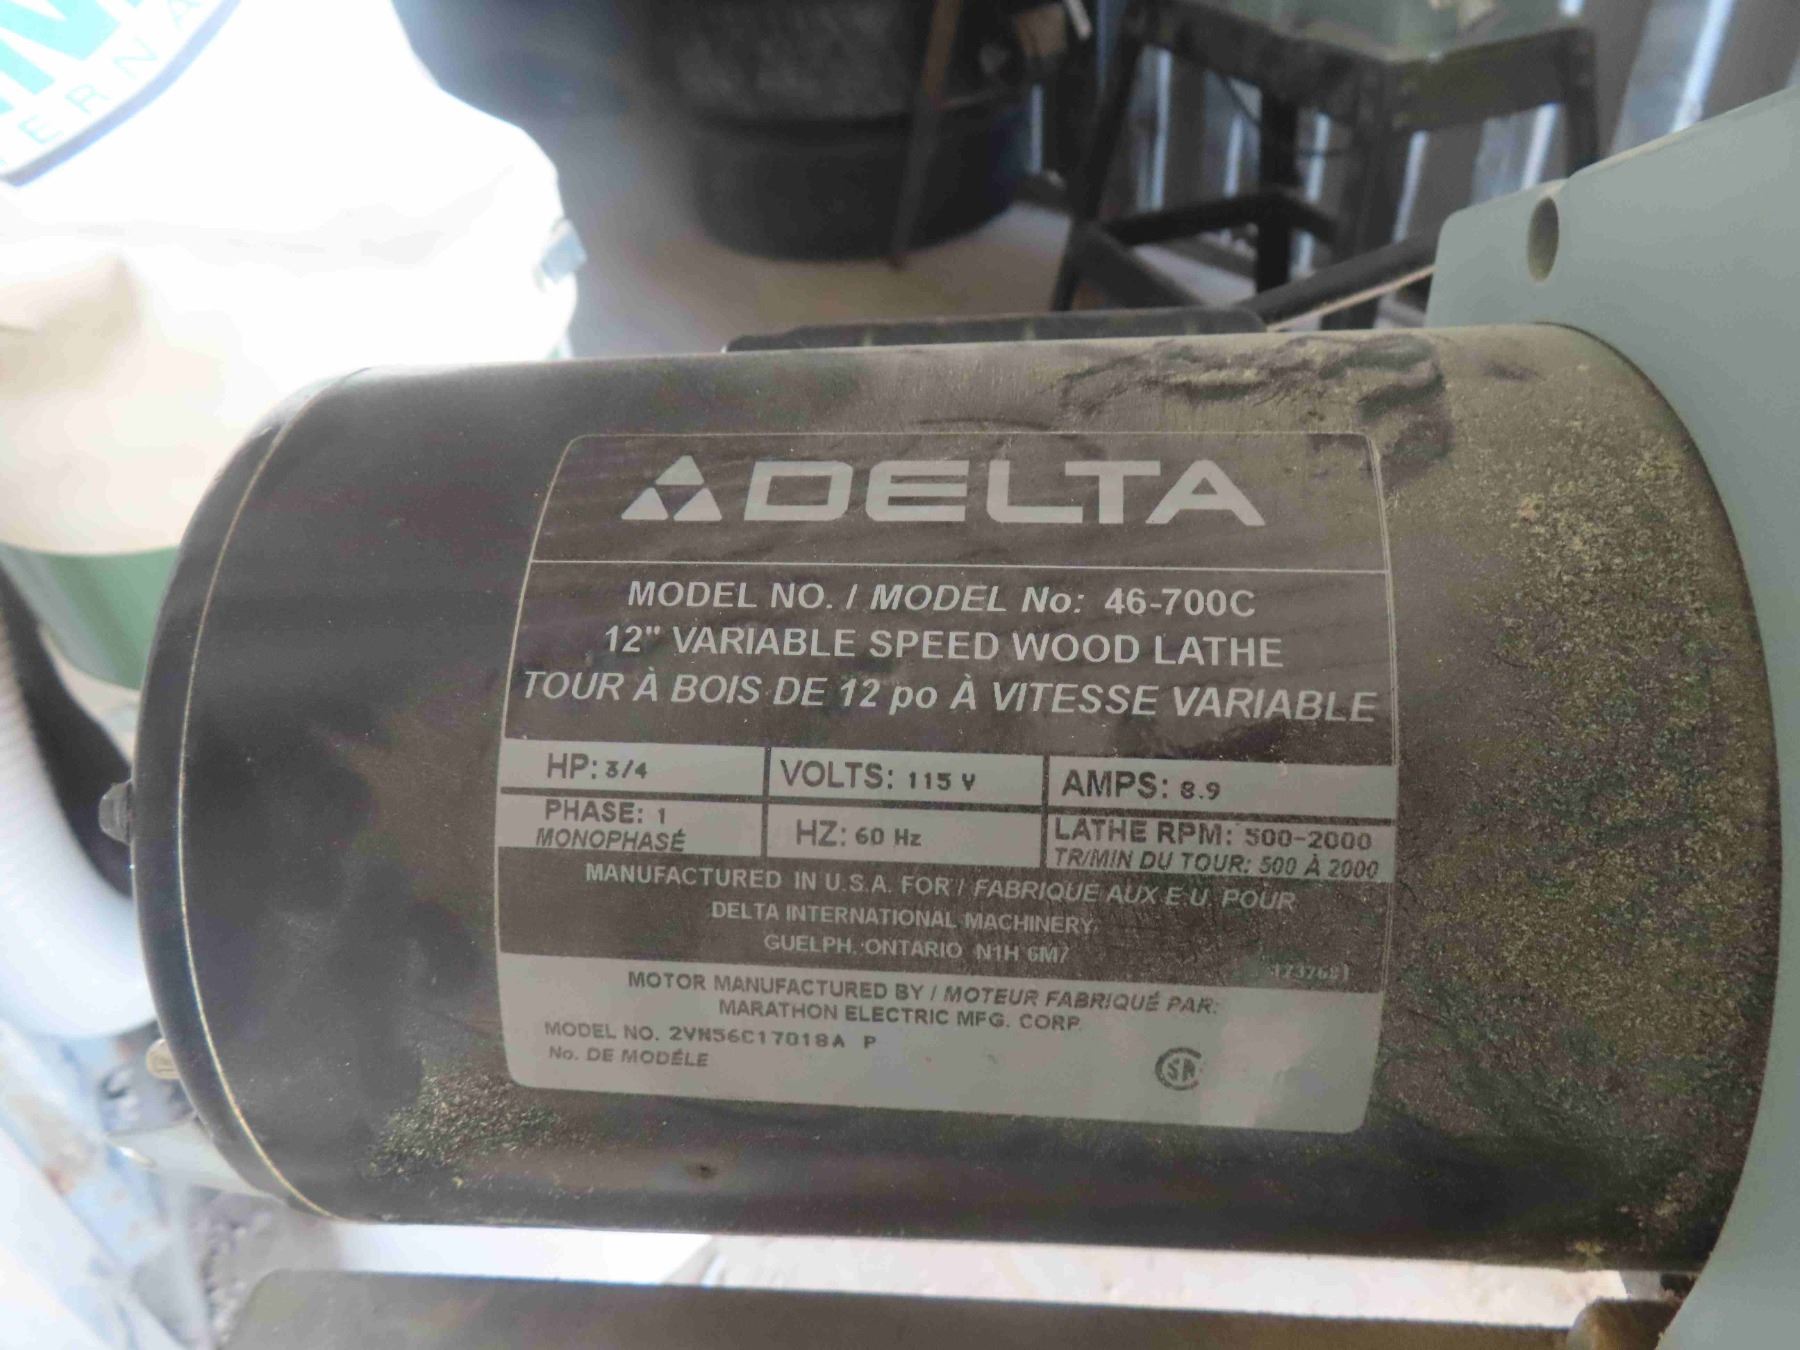 ERNA
DELTA
MODEL NO. / MODEL No: 46-700C
12" VARIABLE SPEED WOOD LATHE
TOUR À BOIS DE 12 po À VITESSE VARIABLE
HP: 3/4 VOLTS: 115 V AMPS: 8.9
PHASE: 1 HZ: 60 Hz LATHE RPM: 500-2000
MONOPHASÉ TR/MIN DU TOUR: 500 À 2000
MANUFACTURED IN U.S.A. FOR / FABRIQUE AUX E.U. POUR
DELTA INTERNATIONAL MACHINERY,
GUELPH, ONTARIO N1H 6M7
MOTOR MANUFACTURED BY / MOTEUR FABRIQUÉ PAR:
MARATHON ELECTRIC MFG. CORP.
MODEL NO. 2VM56C17018A P
No. DE MODÉLE